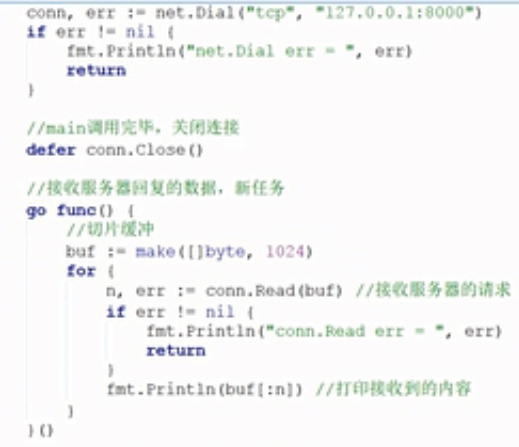 conn, err := net.Dial("tcp", "127.0.0.1:8000")
if err != nil {
fmt.Println("net.Dial err = ", err)
return
}
//main调用完毕，关闭连接
defer conn.Close()
//接收服务器回复的数据，新任务
go func() {
//切片缓冲
buf := make([]byte, 1024)
for {
n, err := conn.Read(buf) //接收服务器的请求
if err != nil {
fmt.Println("conn.Read err = ", err)
return
}
fmt.Println(buf[:n]) //打印接收到的内容
}
}()